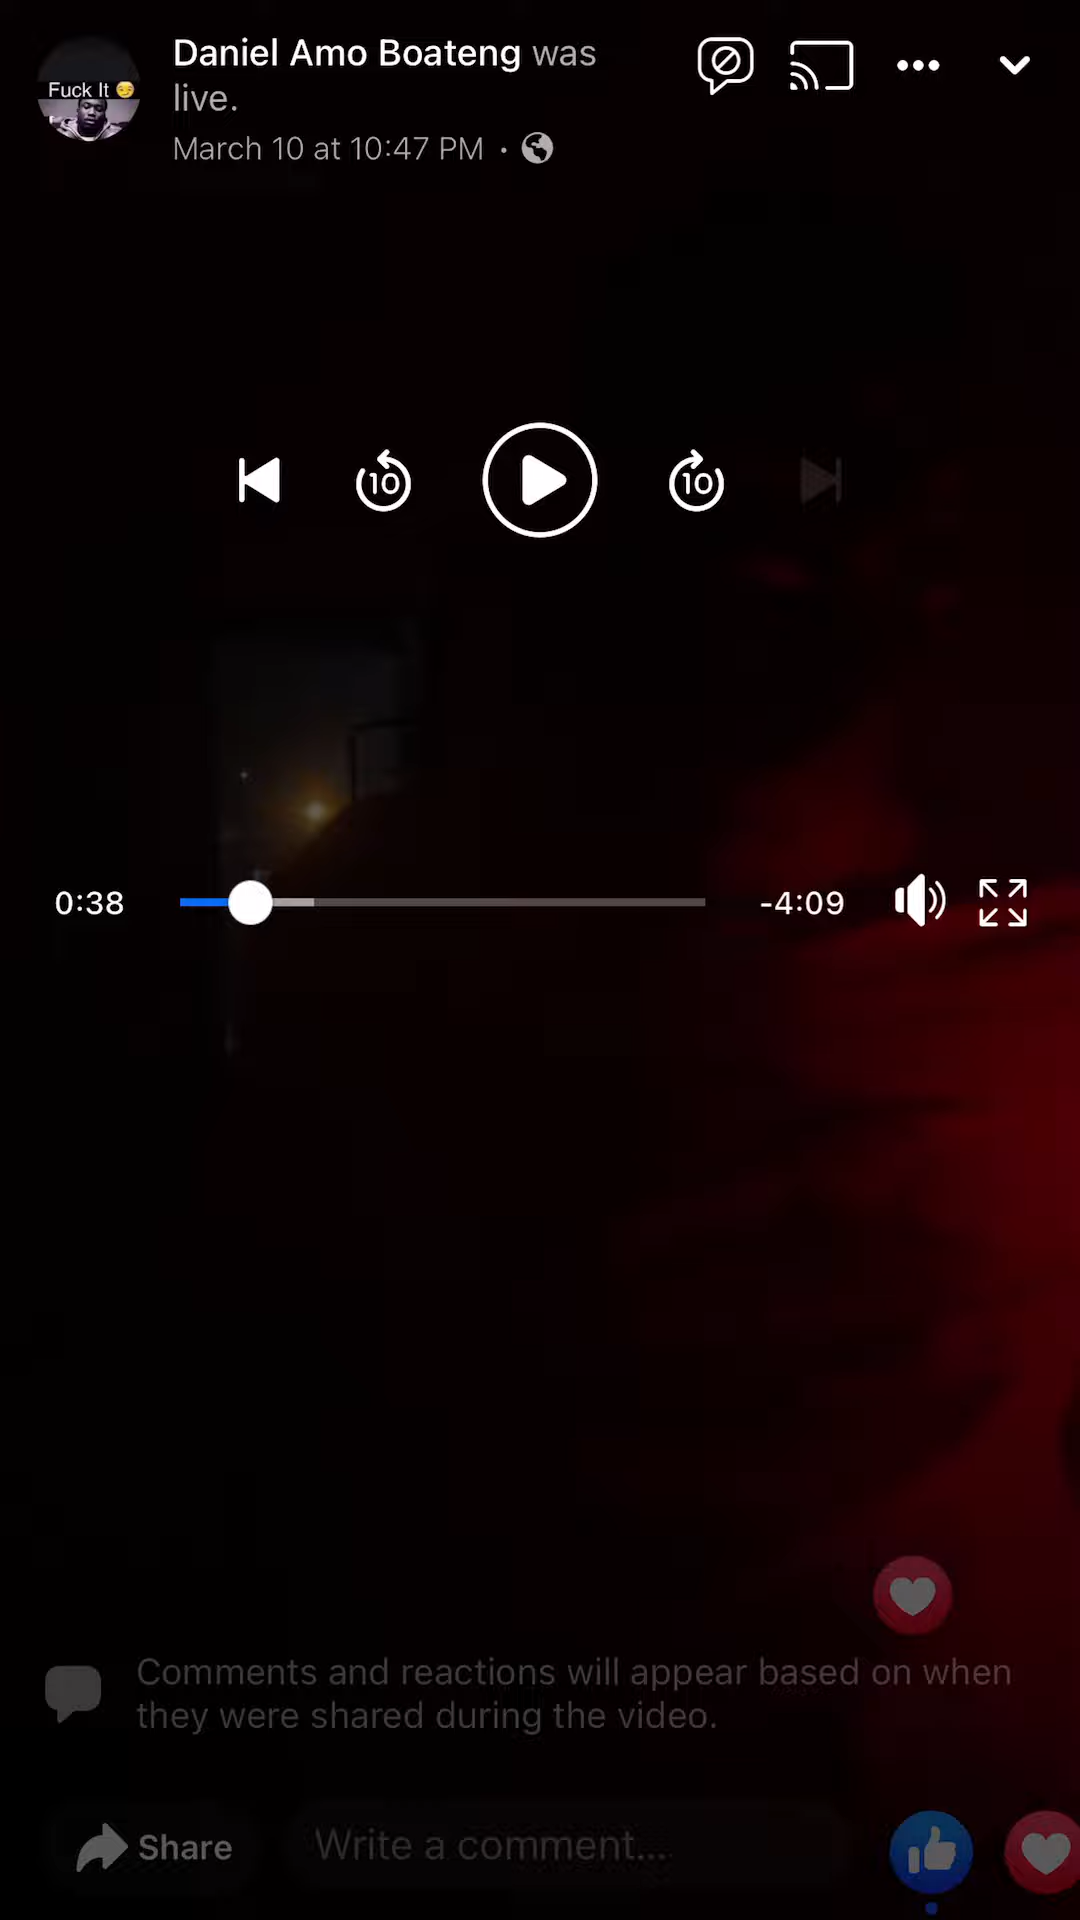 Fuck It 😏
Daniel Amo Boateng was
live.
March 10 at 10:47 PM ·
10
10
0:38
-4:09
Comments and reactions will appear based on when
they were shared during the video.
Share
Write a comment...